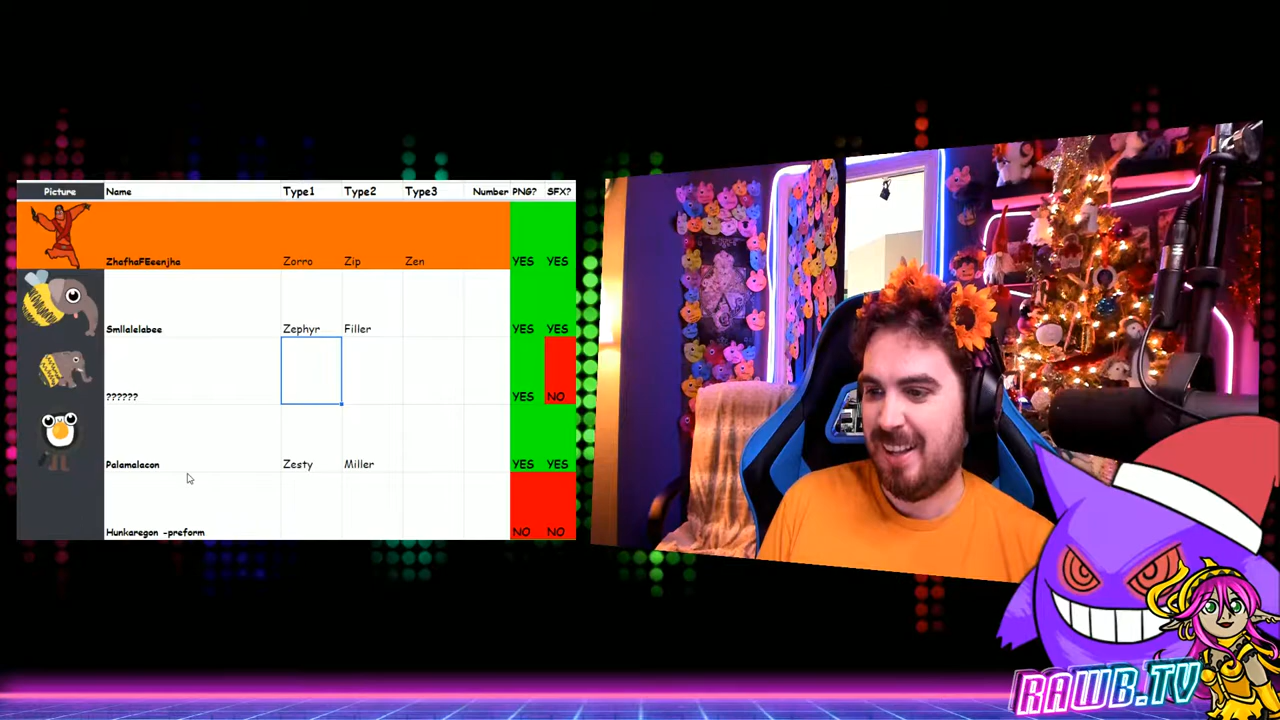 Picture Name Type1 Type2 Type3 Number PNG? SFX?
ZhafhaFEeenjha Zorro Zip Zen YES YES
Smllalelabee Zephyr Filler YES YES
?????? YES NO
Palamalacon Zesty Miller YES YES
Hunkaregon -preform NO NO
RAWB.TV